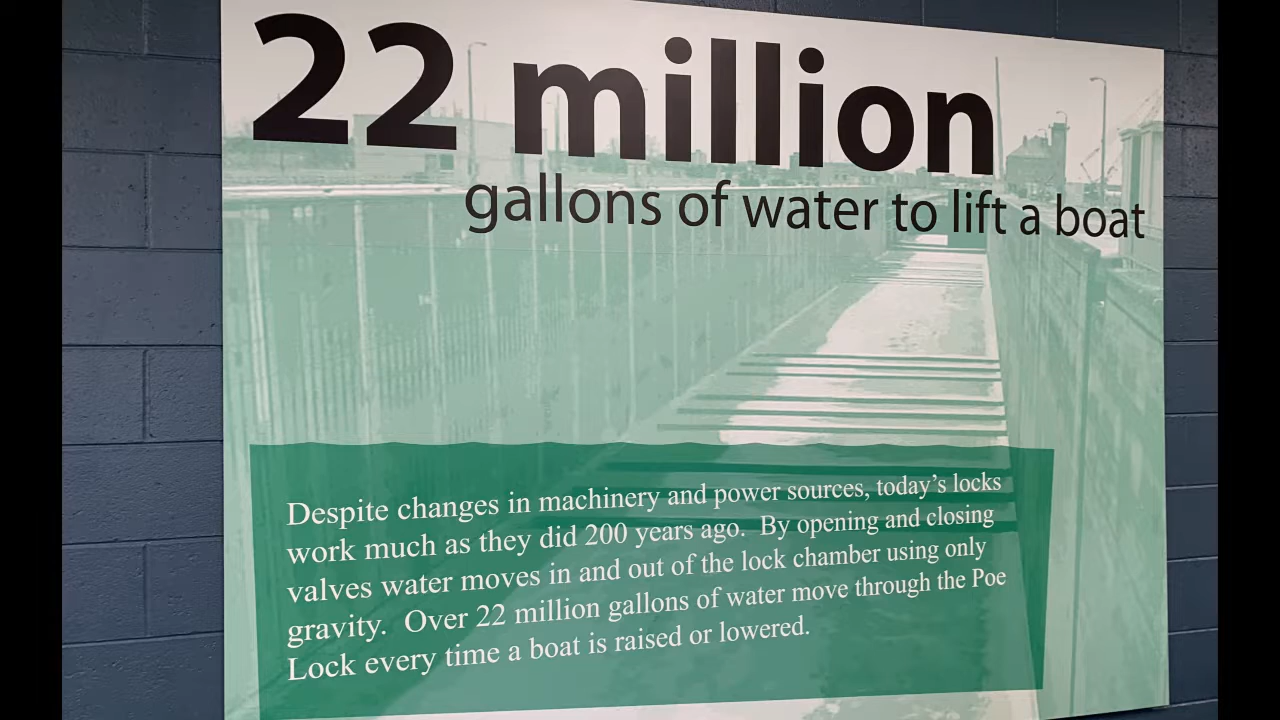 22 million
gallons of water to lift a boat
Despite changes in machinery and power sources, today’s locks
work much as they did 200 years ago.  By opening and closing
valves water moves in and out of the lock chamber using only
gravity.  Over 22 million gallons of water move through the Poe
Lock every time a boat is raised or lowered.